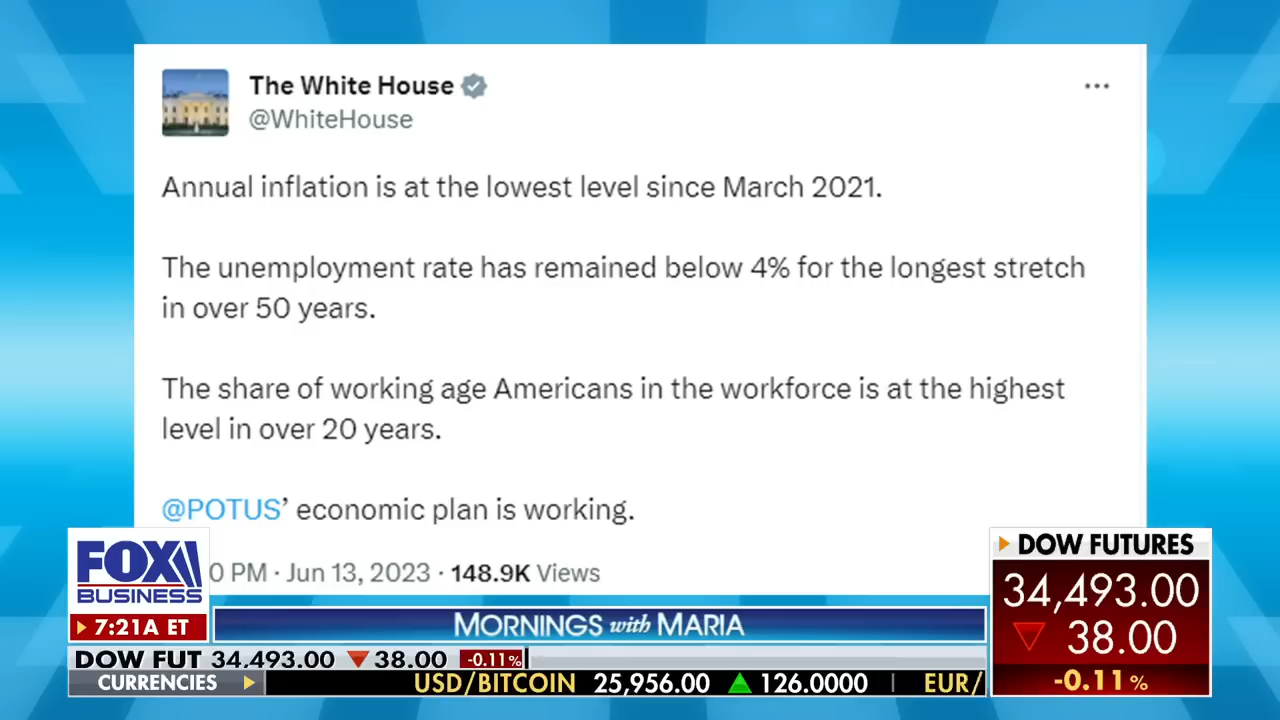 The White House
@WhiteHouse
Annual inflation is at the lowest level since March 2021.
The unemployment rate has remained below 4% for the longest stretch
in over 50 years.
The share of working age Americans in the workforce is at the highest
level in over 20 years.
@POTUS’ economic plan is working.
0 PM · Jun 13, 2023 · 148.9K Views
FOX
BUSINESS
7:21A ET
MORNINGS with MARIA
DOW FUTURES
34,493.00
38.00
-0.11%
DOW FUT 34,493.00 38.00 -0.11%
CURRENCIES USD/BITCOIN 25,956.00 126.0000 EUR/